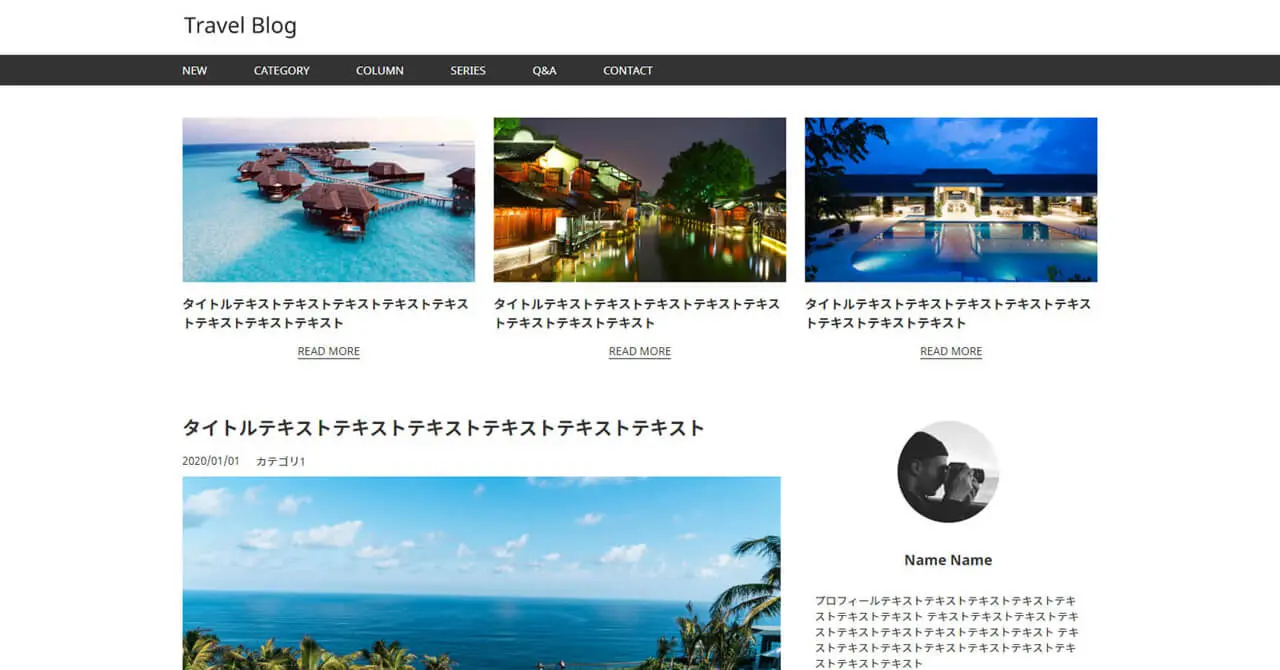 Travel Blog
NEW CATEGORY COLUMN SERIES Q&A CONTACT
タイトルテキストテキストテキストテキストテキス
トテキストテキストテキスト
READ MORE
タイトルテキストテキストテキストテキストテキス
トテキストテキストテキスト
READ MORE
タイトルテキストテキストテキストテキストテキス
トテキストテキストテキスト
READ MORE
タイトルテキストテキストテキストテキストテキストテキスト
2020/01/01 カテゴリ1
Name Name
プロフィールテキストテキストテキストテキストテキ
ストテキストテキスト テキストテキストテキストテキ
ストテキストテキストテキストテキストテキスト テキ
ストテキストテキストテキストテキストテキストテキ
ストテキストテキスト